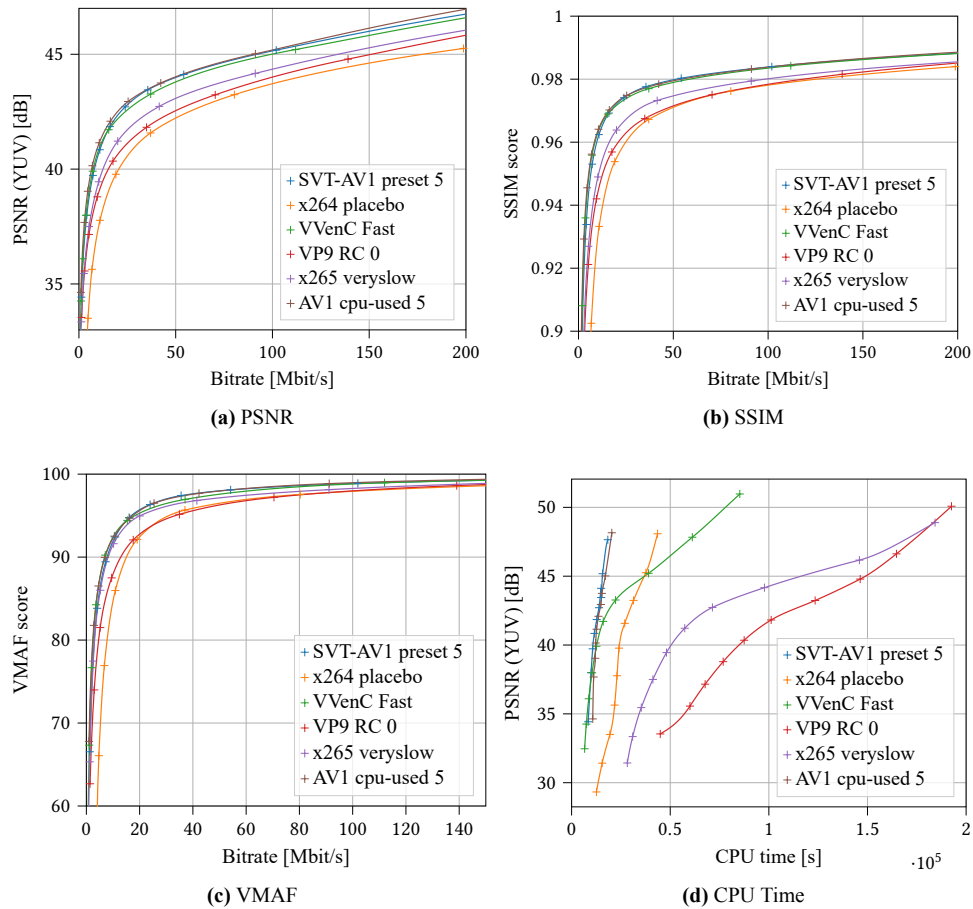 45
40
35
PSNR (YUV) [dB]
0
50
100
150
200
Bitrate [Mbit/s]
SVT-AV1 preset 5
x264 placebo
VVenC Fast
VP9 RC 0
x265 veryslow
AV1 cpu-used 5
(a) PSNR
1
0.98
0.96
0.94
0.92
0.9
SSIM score
0
50
100
150
200
Bitrate [Mbit/s]
SVT-AV1 preset 5
x264 placebo
VVenC Fast
VP9 RC 0
x265 veryslow
AV1 cpu-used 5
(b) SSIM
100
90
80
70
60
VMAF score
0
20
40
60
80
100
120
140
Bitrate [Mbit/s]
SVT-AV1 preset 5
x264 placebo
VVenC Fast
VP9 RC 0
x265 veryslow
AV1 cpu-used 5
(c) VMAF
50
45
40
35
30
PSNR (YUV) [dB]
0
0.5
1
1.5
2
CPU time [s]
·10⁵
SVT-AV1 preset 5
x264 placebo
VVenC Fast
VP9 RC 0
x265 veryslow
AV1 cpu-used 5
(d) CPU Time